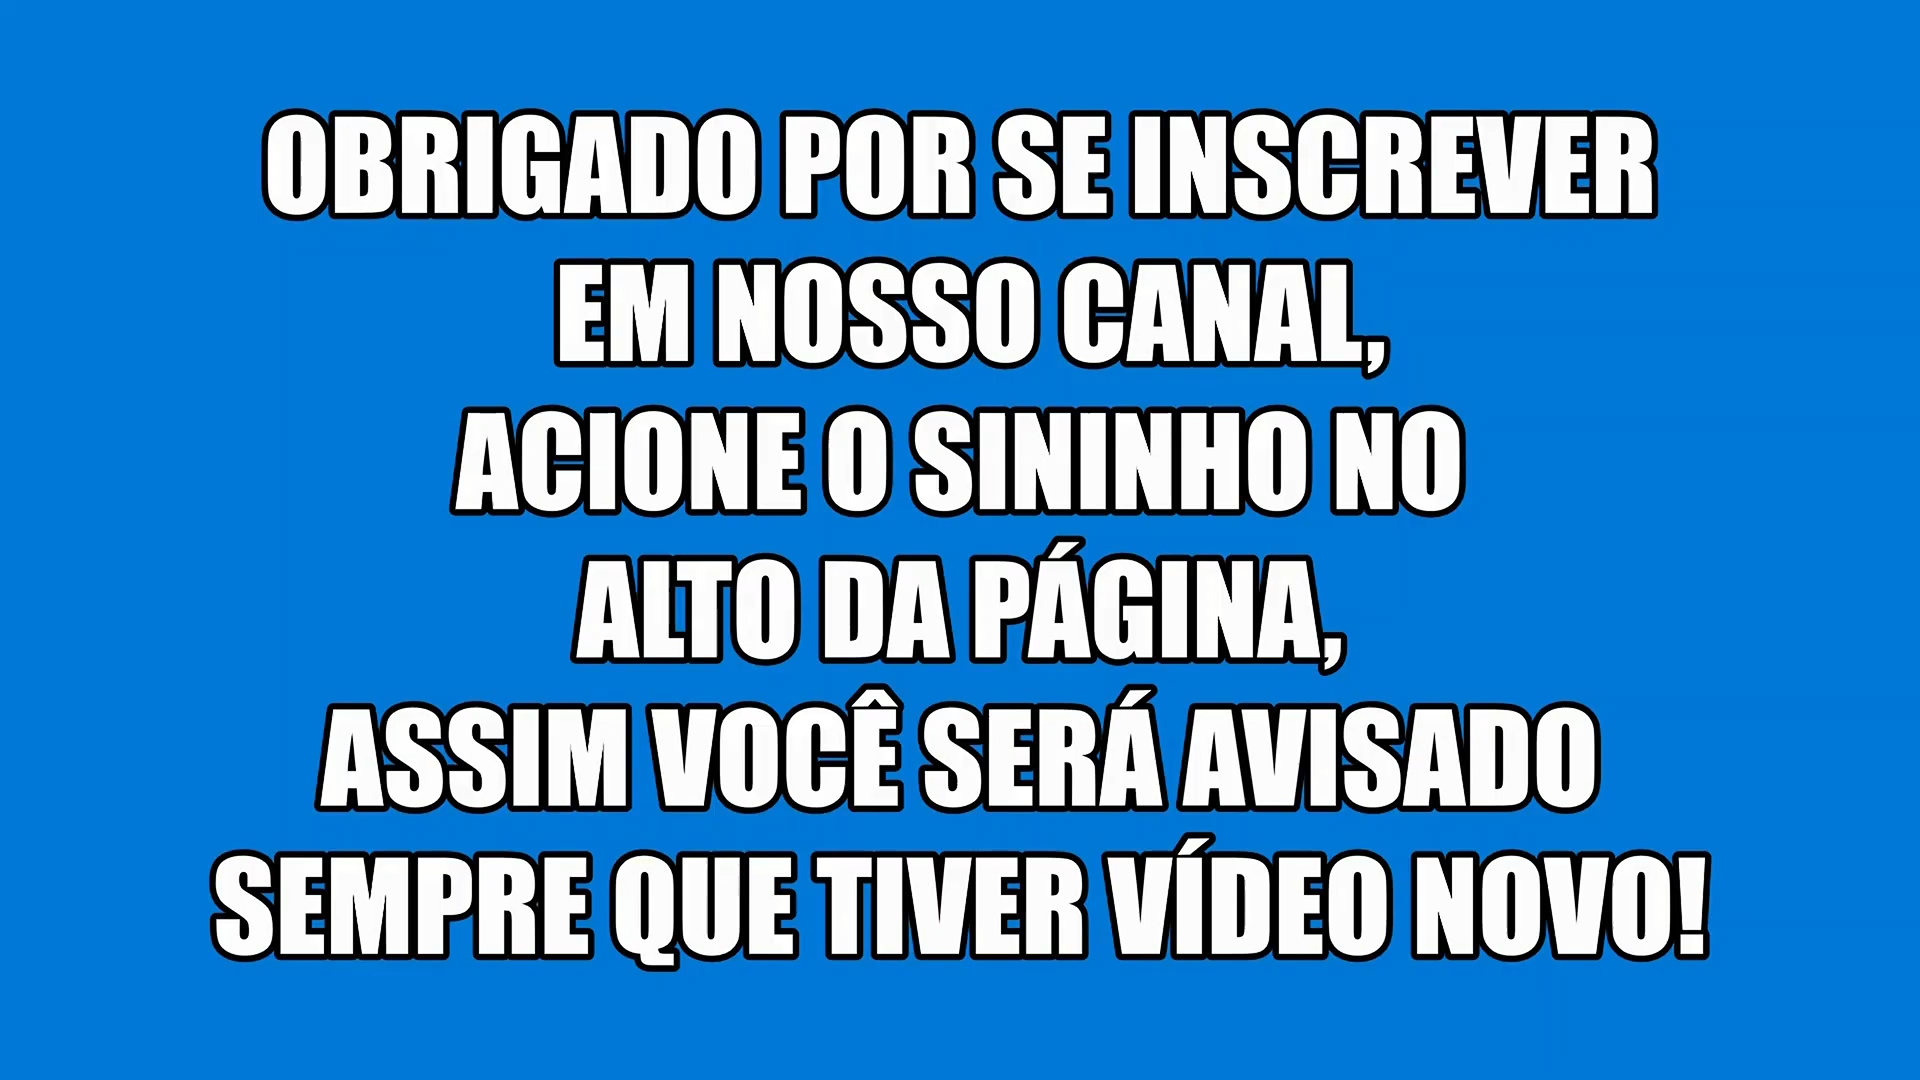 OBRIGADO POR SE INSCREVER
EM NOSSO CANAL,
ACIONE O SININHO NO
ALTO DA PÁGINA,
ASSIM VOCÊ SERÁ AVISADO
SEMPRE QUE TIVER VÍDEO NOVO!